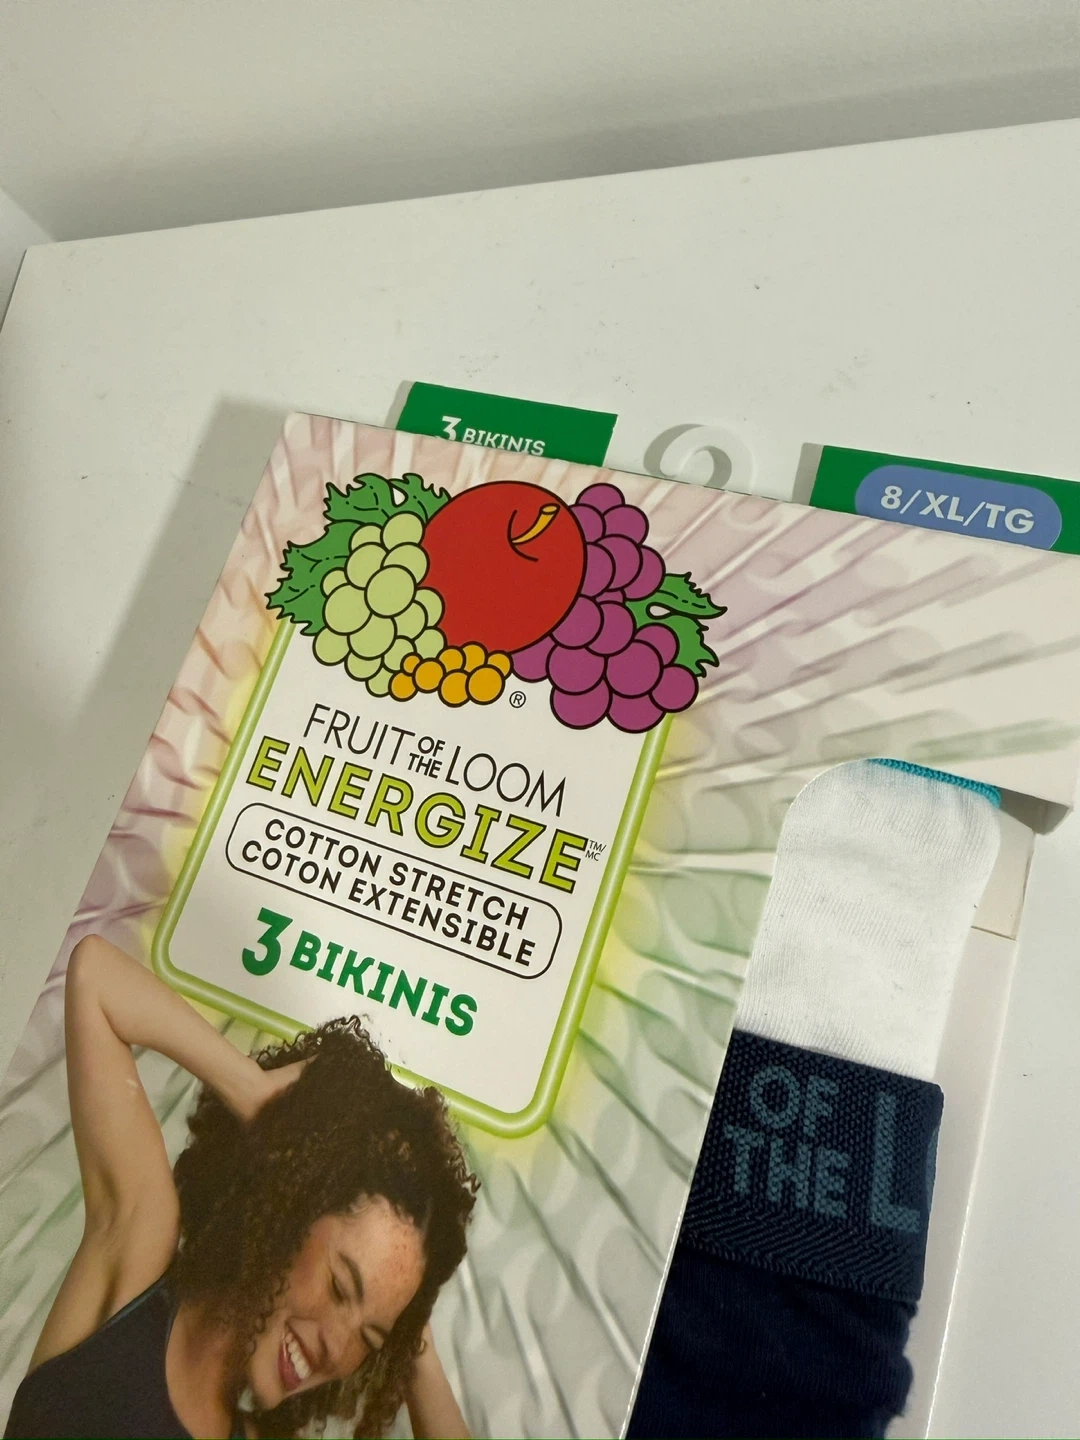 3 BIKINIS
8/XL/TG
®
FRUIT OF THE LOOM
ENERGIZE TM/MC
COTTON STRETCH
COTON EXTENSIBLE
3 BIKINIS
OF
THE L